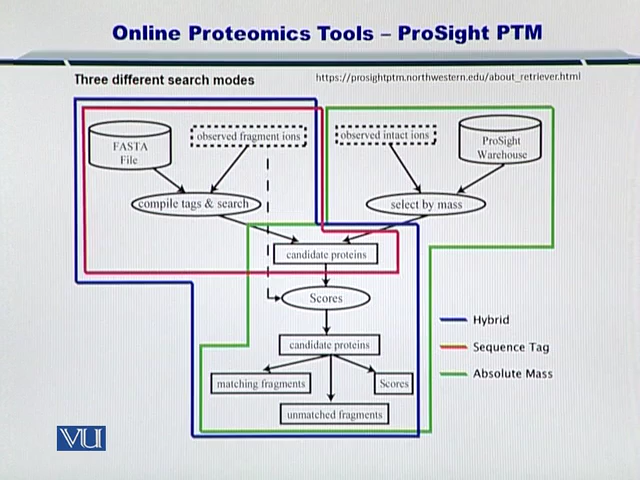 Online Proteomics Tools – ProSight PTM
Three different search modes
https://prosightptm.northwestern.edu/about_retriever.html
FASTA
File
observed fragment ions
observed intact ions
ProSight
Warehouse
compile tags & search
select by mass
candidate proteins
Scores
candidate proteins
matching fragments
Scores
unmatched fragments
Hybrid
Sequence Tag
Absolute Mass
VU